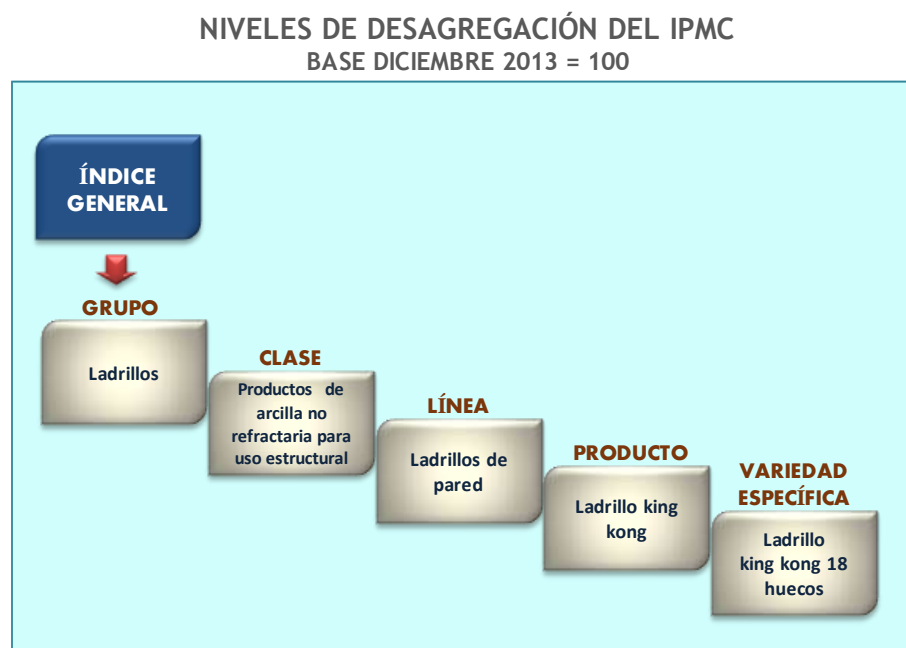 NIVELES DE DESAGREGACIÓN DEL IPMC
BASE DICIEMBRE 2013 = 100
ÍNDICE
GENERAL
GRUPO
Ladrillos
CLASE
Productos de
arcilla no
refractaria para
uso estructural
LÍNEA
Ladrillos de
pared
PRODUCTO
Ladrillo king
kong
VARIEDAD
ESPECÍFICA
Ladrillo
king kong 18
huecos